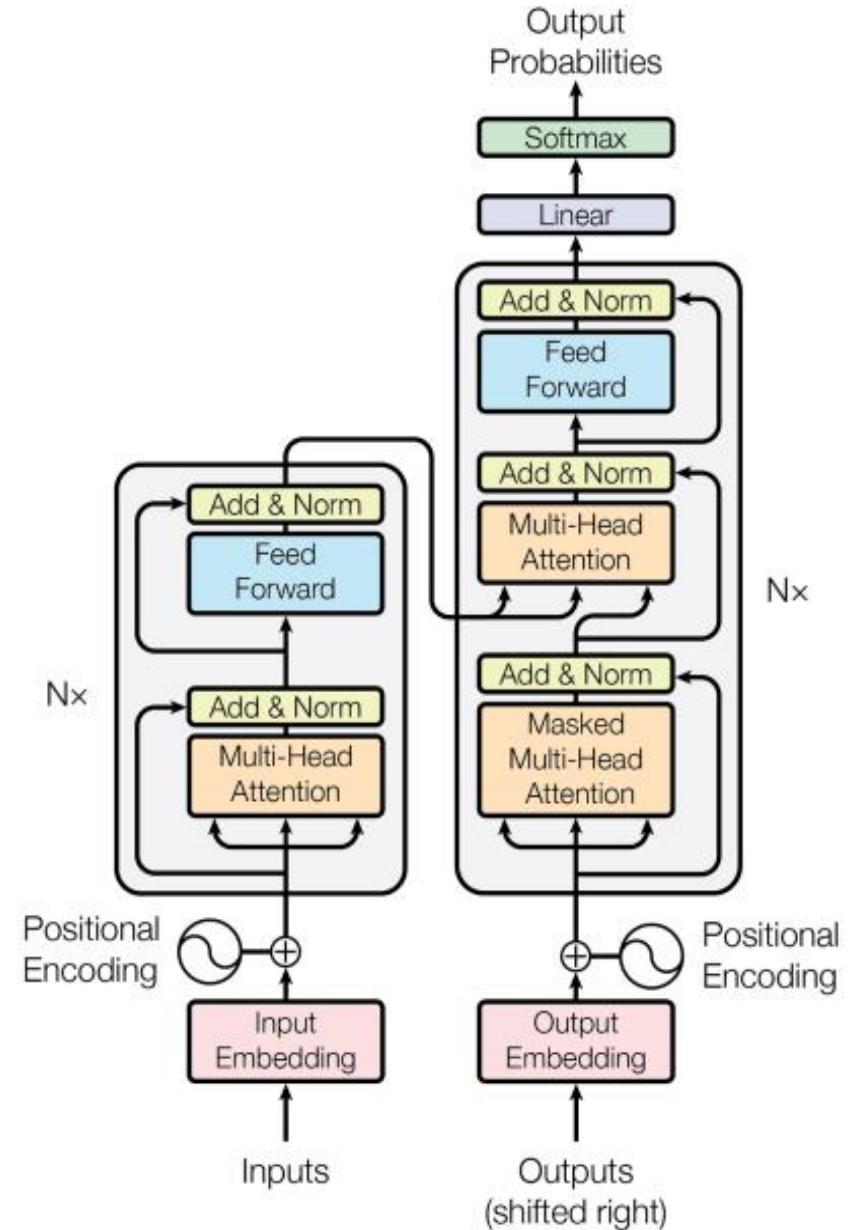 Output
Probabilities
Softmax
Linear
Add & Norm
Feed
Forward
Add & Norm
Multi-Head
Attention
Add & Norm
Masked
Multi-Head
Attention
Nx
Add & Norm
Feed
Forward
Add & Norm
Multi-Head
Attention
Nx
Positional
Encoding
Positional
Encoding
Input
Embedding
Output
Embedding
Inputs
Outputs
(shifted right)